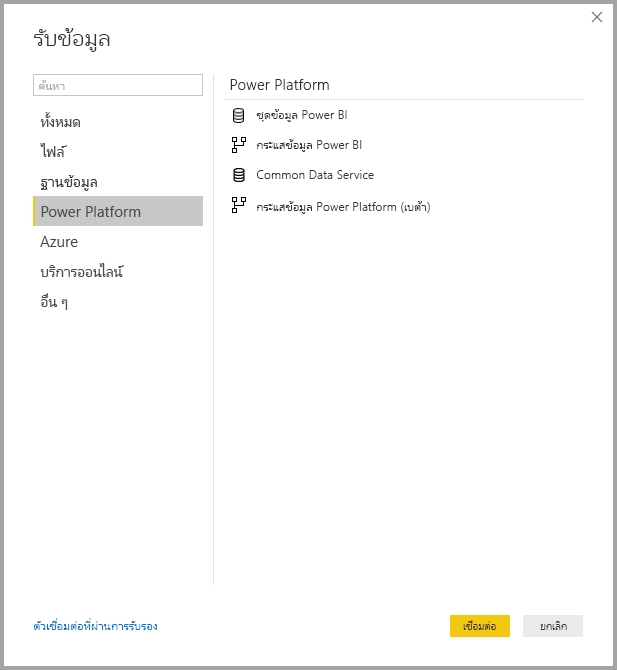 รับข้อมูล
ค้นหา
ทั้งหมด
ไฟล์
ฐานข้อมูล
Power Platform
Azure
บริการออนไลน์
อื่น ๆ
Power Platform
ชุดข้อมูล Power BI
กระแสข้อมูล Power BI
Common Data Service
กระแสข้อมูล Power Platform (เบต้า)
ตัวเชื่อมต่อที่ผ่านการรับรอง
เชื่อมต่อ
ยกเลิก